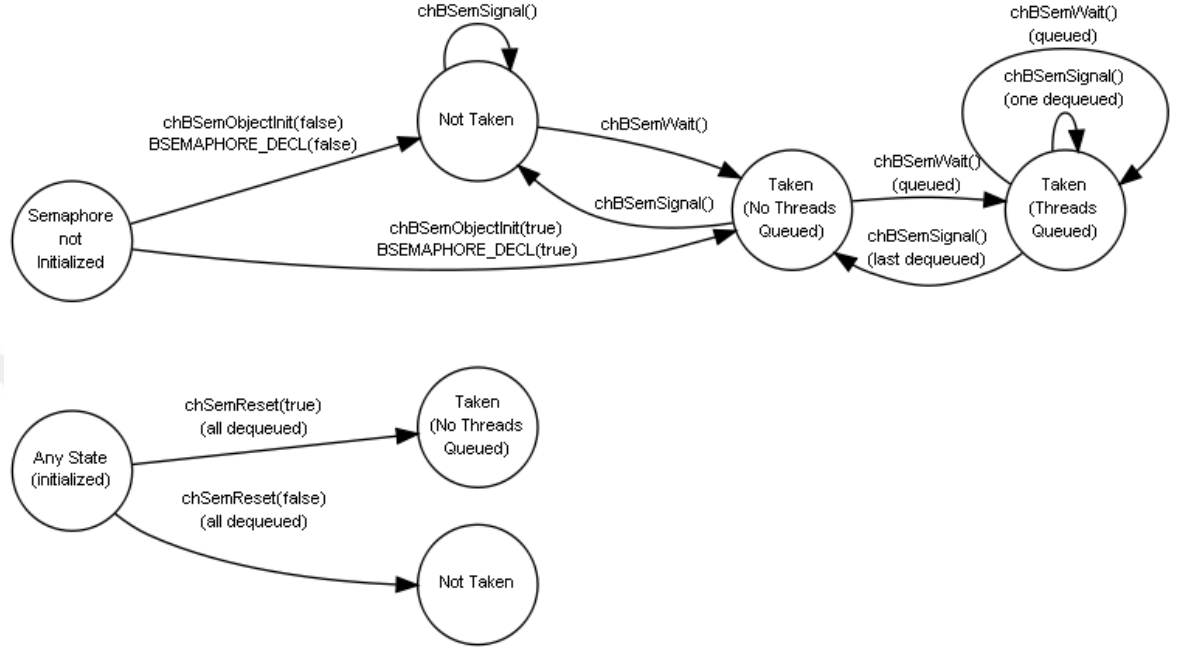 chBSemSignal()
chBSemWait()
(queued)
chBSemSignal()
(one dequeued)
chBSemObjectInit(false)
BSEMAPHORE_DECL(false)
Not Taken
chBSemWait()
chBSemWait()
(queued)
Semaphore
not
Initialized
chBSemObjectInit(true)
BSEMAPHORE_DECL(true)
chBSemSignal()
Taken
(No Threads
Queued)
chBSemSignal()
(last dequeued)
Taken
(Threads
Queued)
Any State
(initialized)
chSemReset(true)
(all dequeued)
Taken
(No Threads
Queued)
chSemReset(false)
(all dequeued)
Not Taken